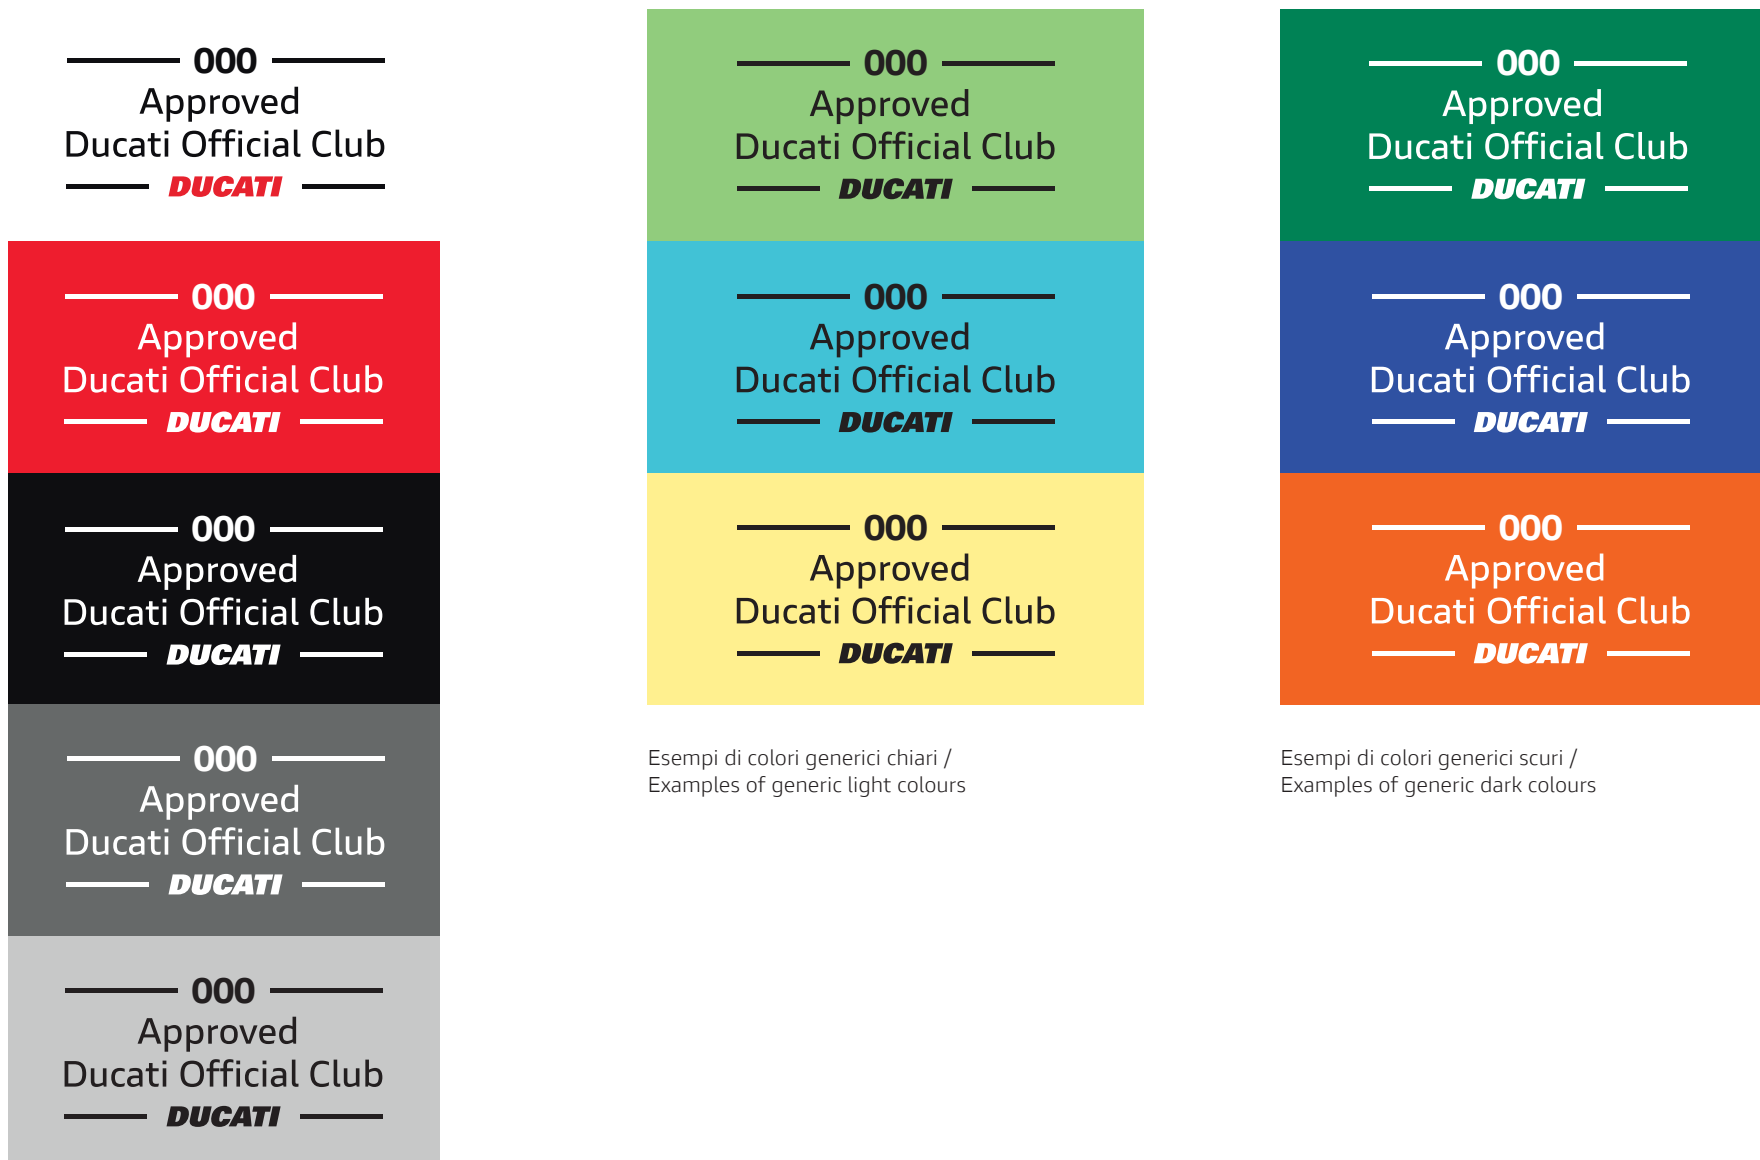 000
Approved
Ducati Official Club
DUCATI
000
Approved
Ducati Official Club
DUCATI
000
Approved
Ducati Official Club
DUCATI
000
Approved
Ducati Official Club
DUCATI
000
Approved
Ducati Official Club
DUCATI
000
Approved
Ducati Official Club
DUCATI
000
Approved
Ducati Official Club
DUCATI
000
Approved
Ducati Official Club
DUCATI
Esempi di colori generici chiari /
Examples of generic light colours
000
Approved
Ducati Official Club
DUCATI
000
Approved
Ducati Official Club
DUCATI
000
Approved
Ducati Official Club
DUCATI
Esempi di colori generici scuri /
Examples of generic dark colours